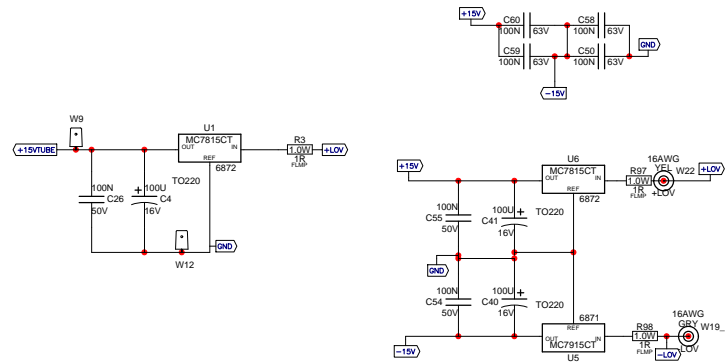 +15V
C60
100N
63V
C58
100N
63V
GND
C59
100N
63V
C50
100N
63V
-15V
W9
+15VTUBE
U1
MC7815CT
OUT
IN
REF
6872
R3
1.0W
1R
FLMP
+LOV
100N
C26
50V
100U
C4
16V
TO220
W12
GND
+15V
U6
MC7815CT
OUT
IN
REF
6872
R97
1.0W
1R
FLMP
16AWG
YEL
W22
+LOV
+LOV
100N
C55
50V
100U
C41
16V
TO220
GND
100N
C54
50V
100U
C40
16V
TO220
6871
REF
OUT
IN
MC7915CT
U5
-15V
R98
1.0W
1R
FLMP
16AWG
GRY
W19_
-LOV
-LOV